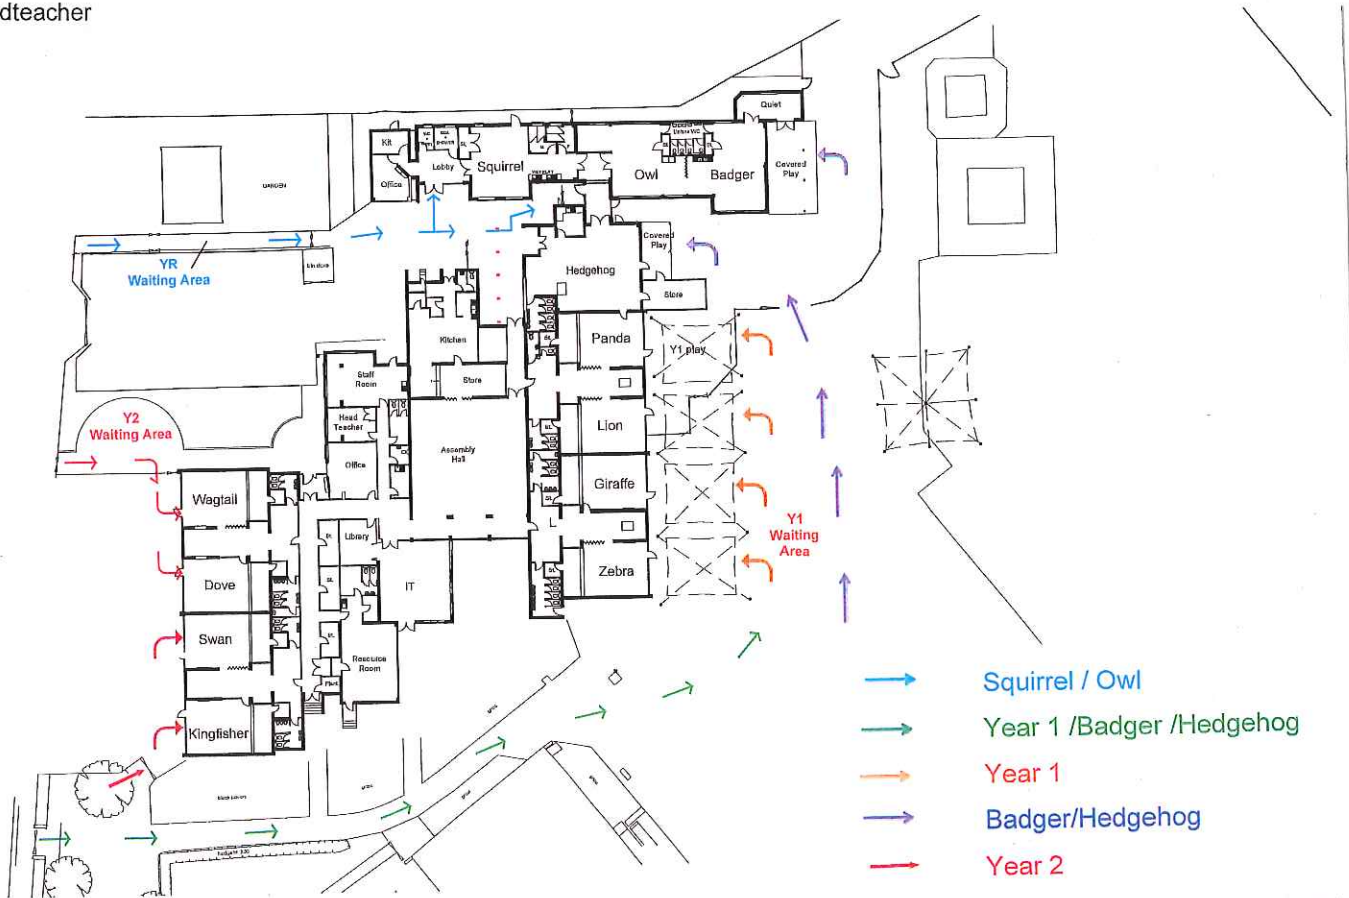 dteacher
Quiet
Kit
Lobby
Squirrel
Owl
Badger
Covered
Play
Office
GARDEN
YR
Waiting Area
Covered
Play
Hedgehog
Store
Panda
Y1 play
Kitchen
Staff
Room
Store
Head
Teacher
Lion
Y2
Waiting Area
Assembly
Hall
Office
Giraffe
Wagtail
Y1
Waiting
Area
Library
Zebra
Dove
IT
Swan
Resource
Room
Plant
Kingfisher
Squirrel / Owl
Year 1 /Badger /Hedgehog
Year 1
Badger/Hedgehog
Year 2